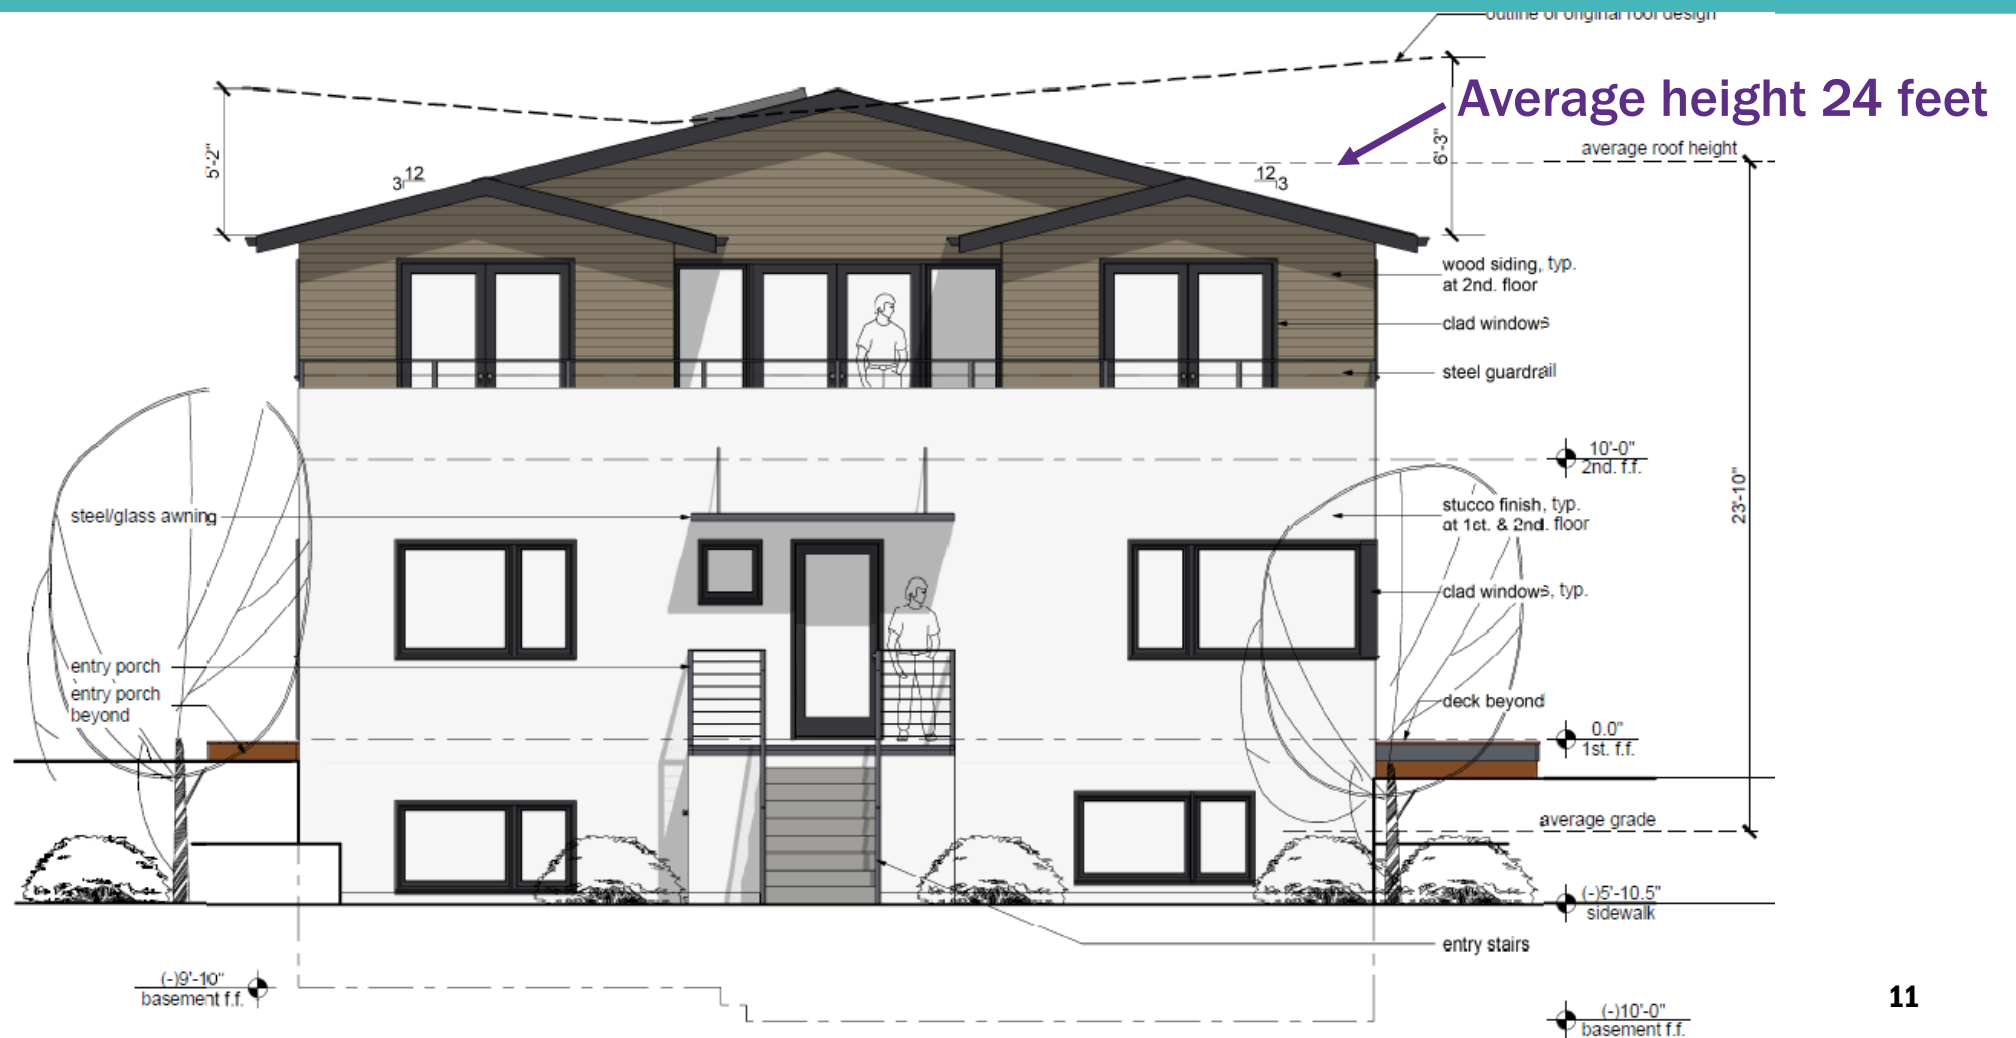 outline of original roof design
Average height 24 feet
average roof height
5'-2"
6'-3"
3 12
12 3
wood siding, typ.
at 2nd. floor
clad windows
steel guardrail
10'-0"
2nd. f.f.
23'-10"
steel/glass awning
stucco finish, typ.
at 1st. & 2nd. floor
clad windows, typ.
entry porch
entry porch
beyond
deck beyond
0.0"
1st. f.f.
average grade
(-)5'-10.5"
sidewalk
entry stairs
(-)9'-10"
basement f.f.
11
(-)10'-0"
basement f.f.